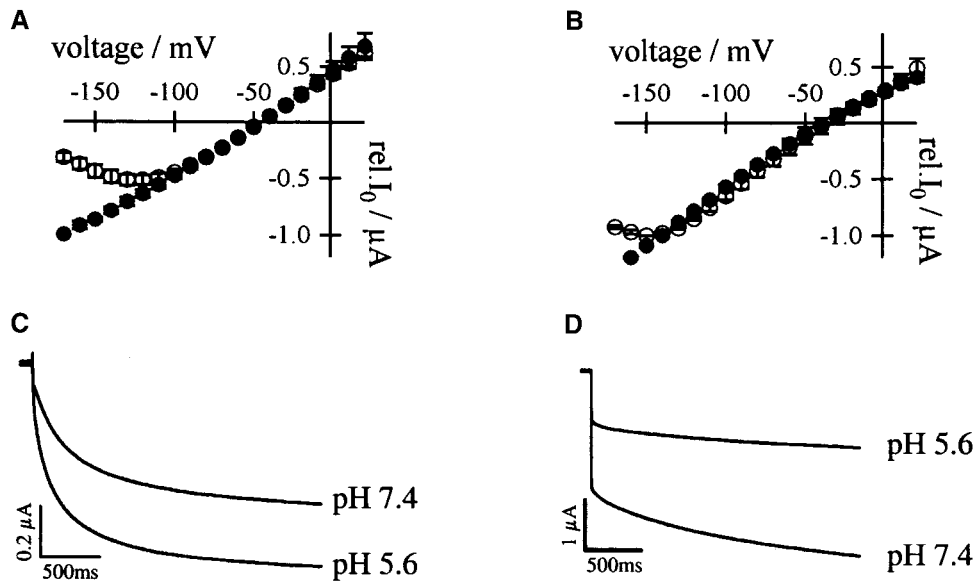 A
voltage / mV
-150 -100 -50
0.5
-0.5
-1.0
rel.I0 / µA
B
voltage / mV
-150 -100 -50
0.5
-0.5
-1.0
rel.I0 / µA
C
pH 7.4
pH 5.6
0.2 µA
500ms
D
pH 5.6
pH 7.4
1 µA
500ms